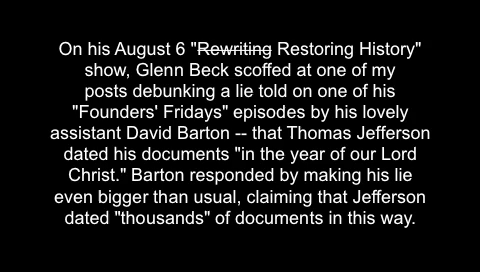 On his August 6 "Rewriting Restoring History"
show, Glenn Beck scoffed at one of my
posts debunking a lie told on one of his
"Founders' Fridays" episodes by his lovely
assistant David Barton -- that Thomas Jefferson
dated his documents "in the year of our Lord
Christ." Barton responded by making his lie
even bigger than usual, claiming that Jefferson
dated "thousands" of documents in this way.